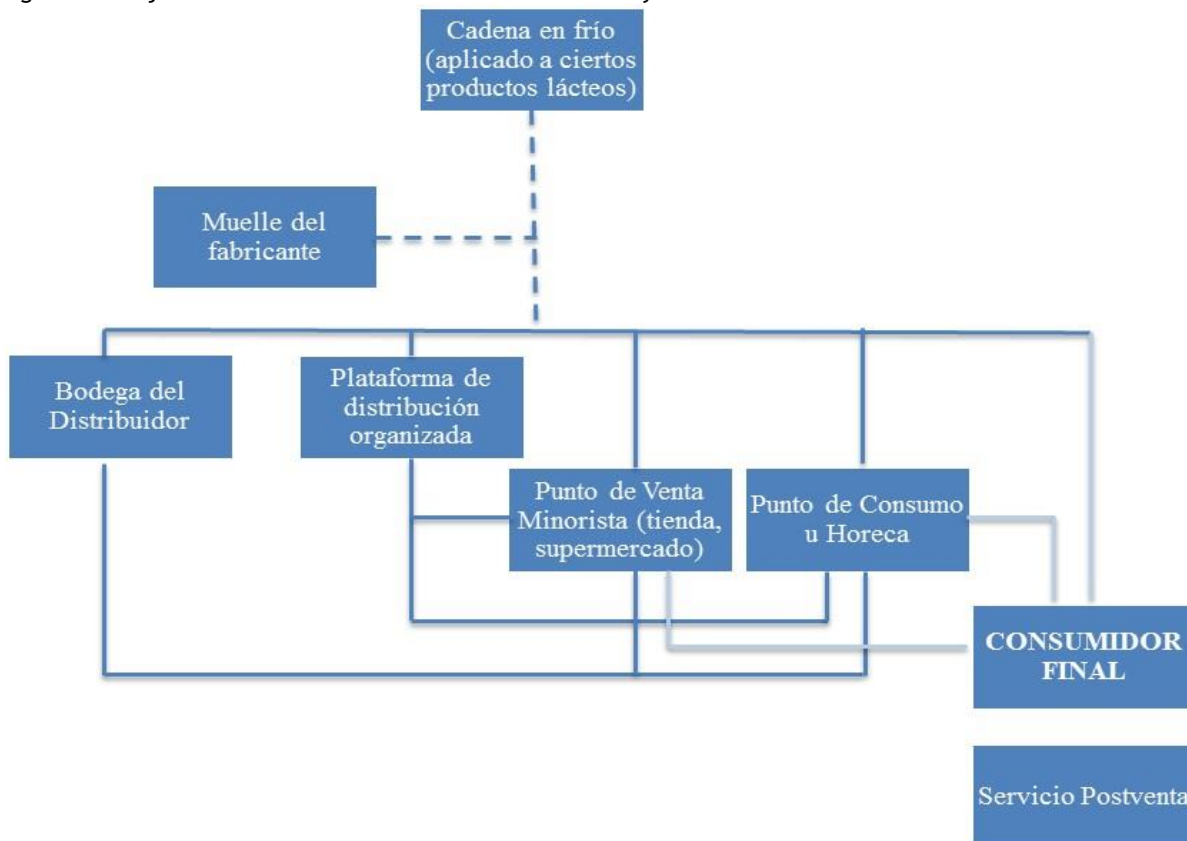 Cadena en frío
(aplicado a ciertos
productos lácteos)
Muelle del
fabricante
Bodega del
Distribuidor
Plataforma de
distribución
organizada
Punto de Venta
Minorista (tienda,
supermercado)
Punto de Consumo
u Horeca
CONSUMIDOR
FINAL
Servicio Postventa